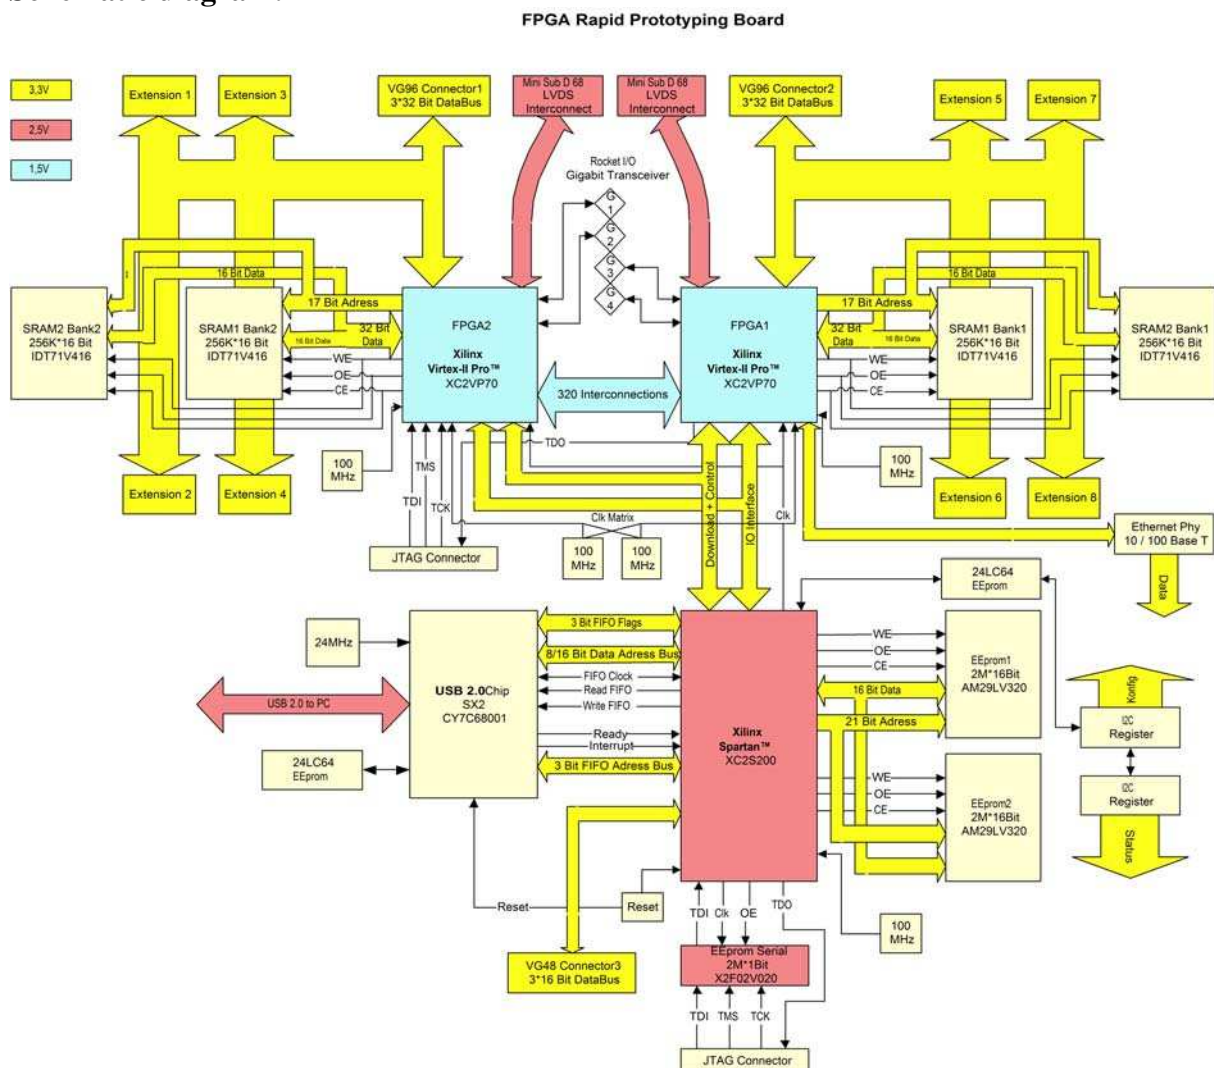 FPGA Rapid Prototyping Board
3,3V
2,5V
1,5V
Extension 1
Extension 3
VG96 Connector1
3*32 Bit DataBus
Mini Sub D 68
LVDS
Interconnect
Mini Sub D 68
LVDS
Interconnect
VG96 Connector2
3*32 Bit DataBus
Extension 5
Extension 7
Rocket I/O
Gigabit Transceiver
G
1
G
2
G
3
G
4
16 Bit Data
16 Bit Data
SRAM2 Bank2
256K*16 Bit
IDT71V416
SRAM1 Bank2
256K*16 Bit
IDT71V416
17 Bit Adress
16 Bit Data
32 Bit
Data
WE
OE
CE
FPGA2
Xilinx
Virtex-II Pro™
XC2VP70
320 Interconnections
FPGA1
Xilinx
Virtex-II Pro™
XC2VP70
17 Bit Adress
32 Bit
Data
16 Bit Data
WE
OE
CE
SRAM1 Bank1
256K*16 Bit
IDT71V416
SRAM2 Bank1
256K*16 Bit
IDT71V416
100
MHz
TDI
TMS
TCK
TDO
JTAG Connector
Clk Matrix
100
MHz
100
MHz
Download + Control
IO Interface
Clk
100
MHz
Extension 2
Extension 4
Extension 6
Extension 8
Ethernet Phy
10 / 100 Base T
Data
24LC64
EEprom
24MHz
USB 2.0 to PC
24LC64
EEprom
USB 2.0Chip
SX2
CY7C68001
3 Bit FIFO Flags
8/16 Bit Data Adress Bus
FIFO Clock
Read FIFO
Write FIFO
Ready
Interrupt
3 Bit FIFO Adress Bus
Xilinx
Spartan™
XC2S200
WE
OE
CE
16 Bit Data
21 Bit Adress
WE
OE
CE
EEprom1
2M*16Bit
AM29LV320
EEprom2
2M*16Bit
AM29LV320
Konfig
I2C
Register
I2C
Register
Status
Reset
Reset
TDI
Clk
OE
TDO
100
MHz
VG48 Connector3
3*16 Bit DataBus
EEprom Serial
2M*1Bit
X2F02V020
TDI
TMS
TCK
JTAG Connector